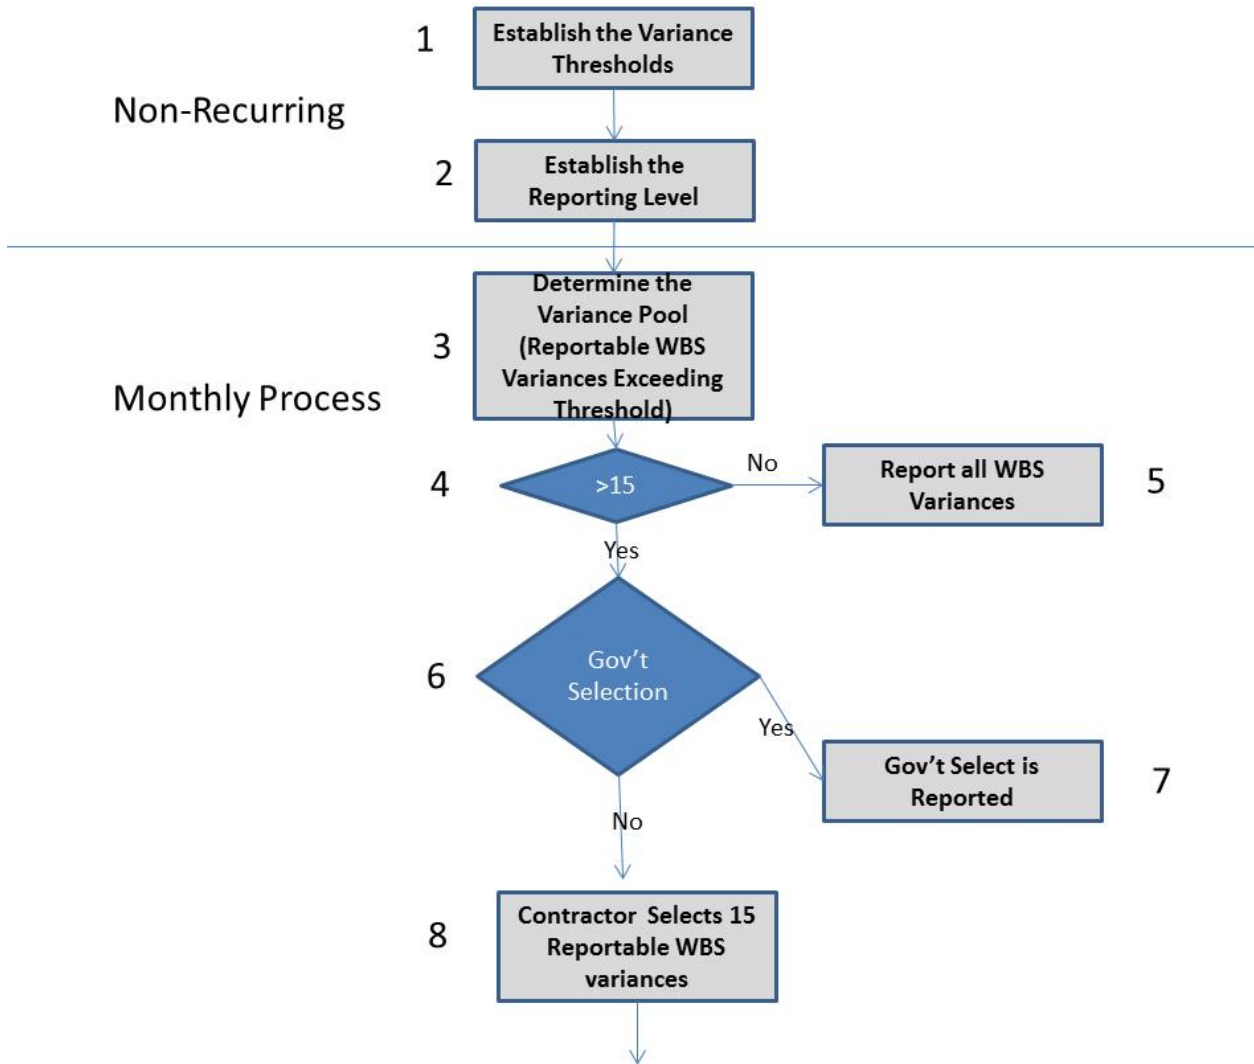 1
Establish the Variance
Thresholds
Non-Recurring
2
Establish the
Reporting Level
3
Determine the
Variance Pool
(Reportable WBS
Variances Exceeding
Threshold)
Monthly Process
4
>15
No
Report all WBS
Variances
5
Yes
6
Gov't
Selection
Yes
Gov't Select is
Reported
7
No
8
Contractor Selects 15
Reportable WBS
variances